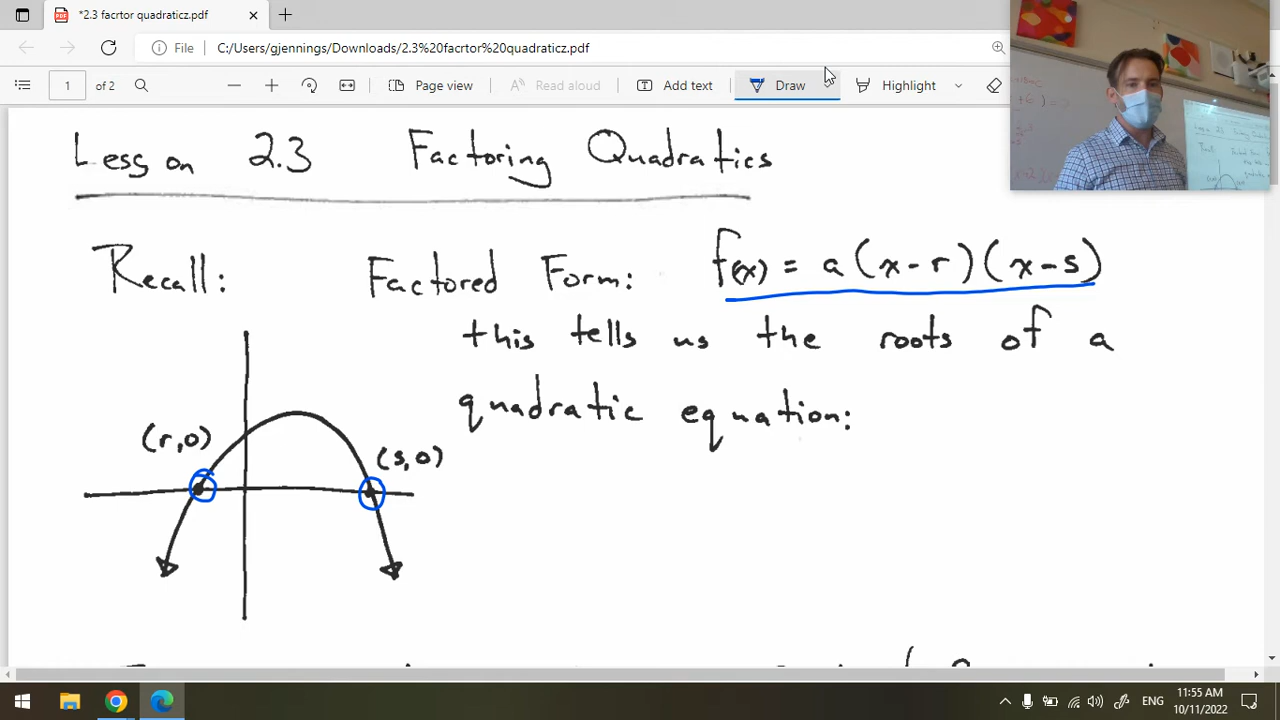 *2.3 facrtor quadraticz.pdf
File C:/Users/gjennings/Downloads/2.3%20facrtor%20quadraticz.pdf
1 of 2 Page view Read aloud Add text Draw Highlight
Lesson 2.3 Factoring Quadratics
Recall: Factored Form: f(x) = a(x-r)(x-s)
this tells us the roots of a
quadratic equation:
(r,0)
(s,0)
ENG
11:55 AM
10/11/2022